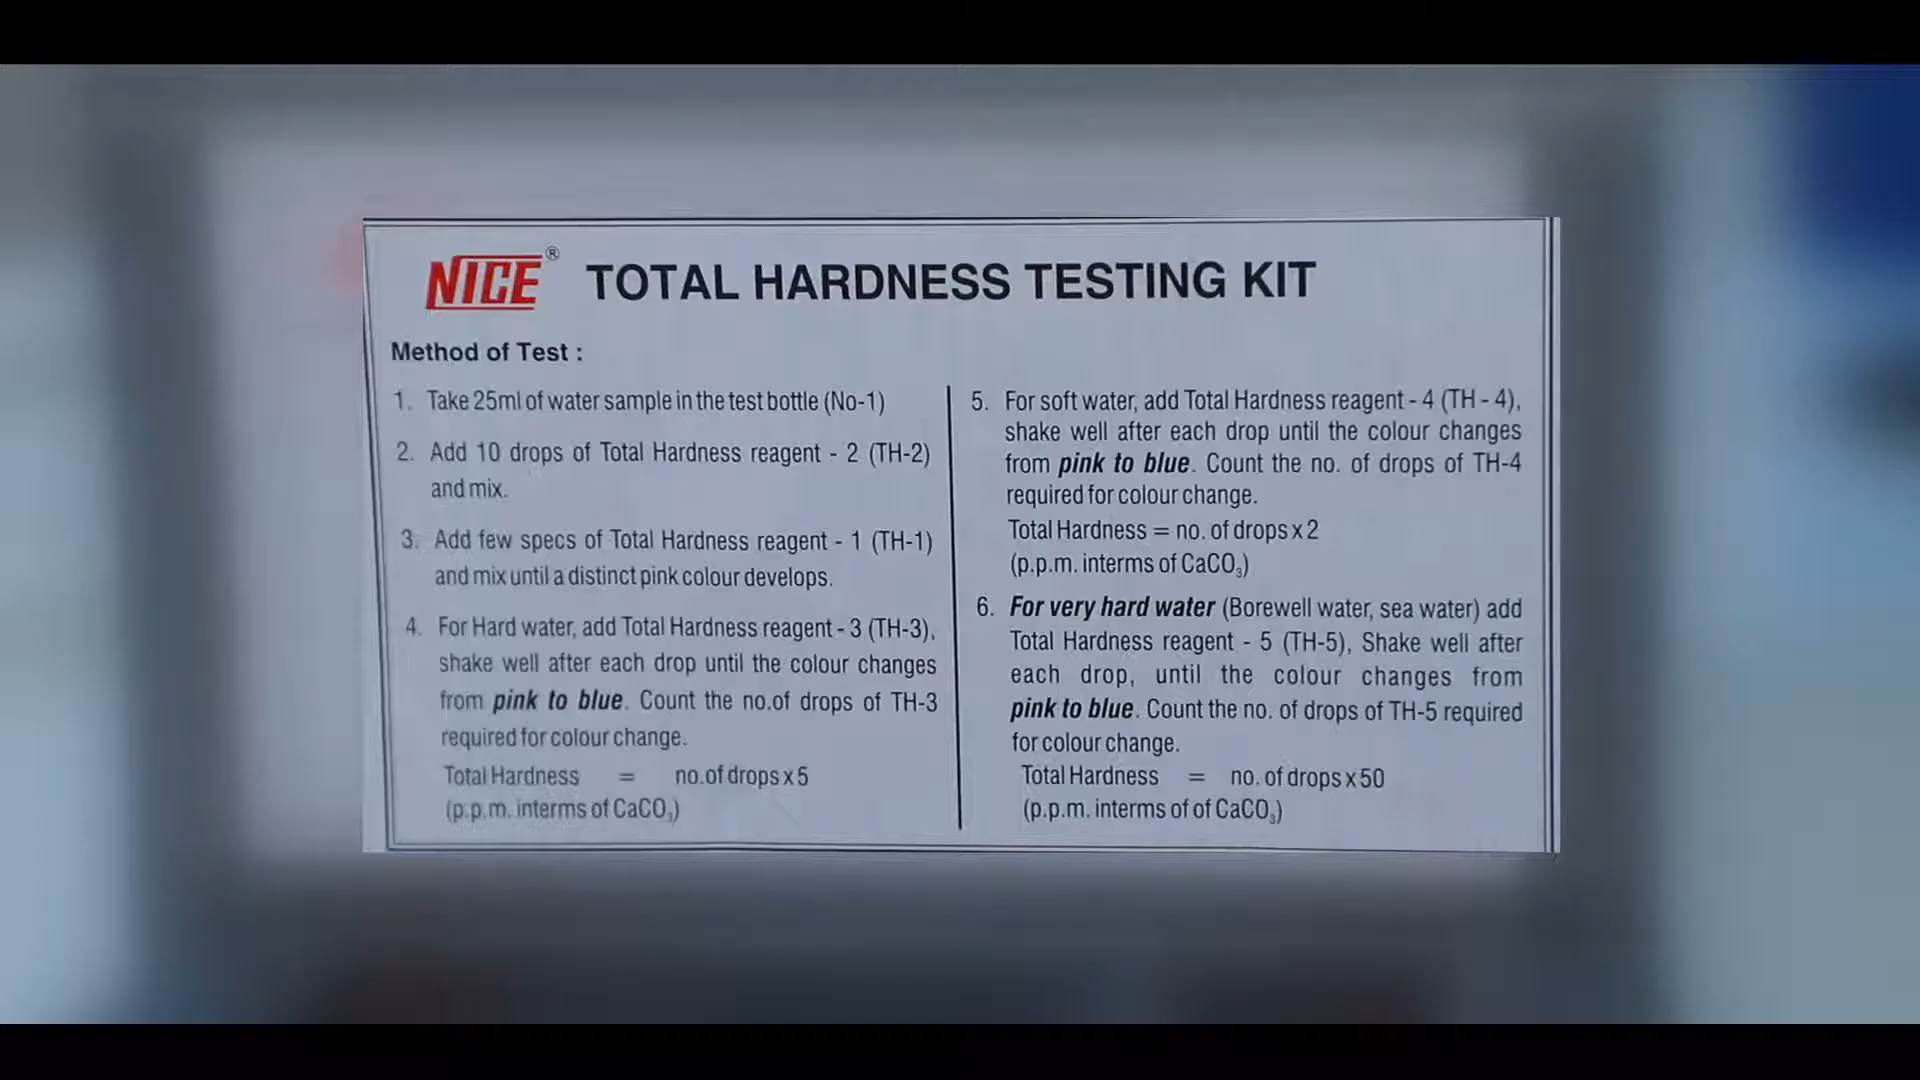 NICE® TOTAL HARDNESS TESTING KIT
Method of Test :
1. Take 25ml of water sample in the test bottle (No-1)
2. Add 10 drops of Total Hardness reagent - 2 (TH-2)
and mix.
3. Add few specs of Total Hardness reagent - 1 (TH-1)
and mix until a distinct pink colour develops.
4. For Hard water, add Total Hardness reagent - 3 (TH-3),
shake well after each drop until the colour changes
from pink to blue. Count the no.of drops of TH-3
required for colour change.
Total Hardness = no.of drops x 5
(p.p.m. interms of CaCO₃)
5. For soft water, add Total Hardness reagent - 4 (TH - 4),
shake well after each drop until the colour changes
from pink to blue. Count the no. of drops of TH-4
required for colour change.
Total Hardness = no. of drops x 2
(p.p.m. interms of CaCO₃)
6. For very hard water (Borewell water, sea water) add
Total Hardness reagent - 5 (TH-5), Shake well after
each drop, until the colour changes from
pink to blue. Count the no. of drops of TH-5 required
for colour change.
Total Hardness = no. of drops x 50
(p.p.m. interms of of CaCO₃)